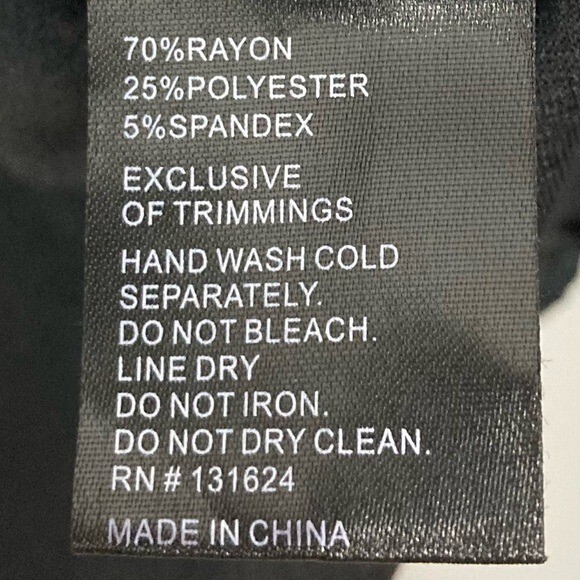 70%RAYON
25%POLYESTER
5%SPANDEX
EXCLUSIVE
OF TRIMMINGS
HAND WASH COLD
SEPARATELY.
DO NOT BLEACH.
LINE DRY
DO NOT IRON.
DO NOT DRY CLEAN.
RN # 131624
MADE IN CHINA